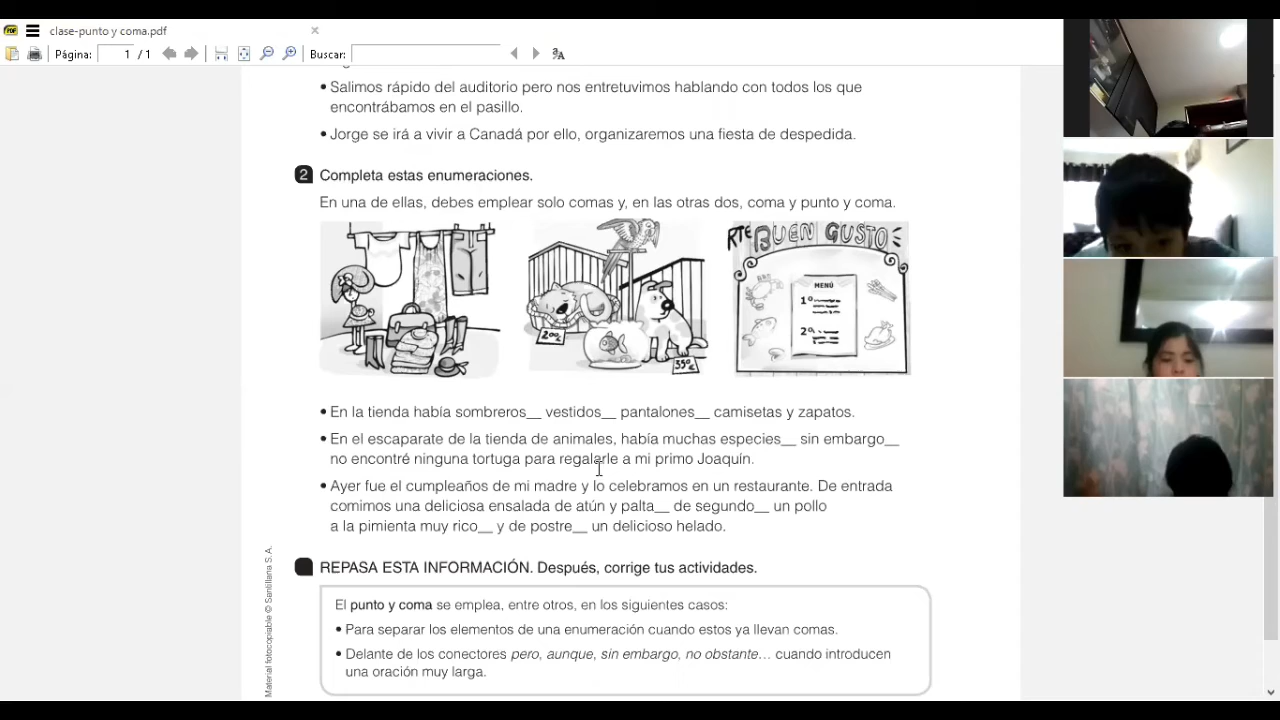 clase-punto y coma.pdf
Página: 1 / 1 Buscar:
Salimos rápido del auditorio pero nos entretuvimos hablando con todos los que
encontrábamos en el pasillo.
Jorge se irá a vivir a Canadá por ello, organizaremos una fiesta de despedida.
2 Completa estas enumeraciones.
En una de ellas, debes emplear solo comas y, en las otras dos, coma y punto y coma.
RTE BUEN GUSTO
MENÚ
1º
2º
200€
350€
• En la tienda había sombreros__ vestidos__ pantalones__ camisetas y zapatos.
• En el escaparate de la tienda de animales, había muchas especies__ sin embargo__
no encontré ninguna tortuga para regalarle a mi primo Joaquín.
• Ayer fue el cumpleaños de mi madre y lo celebramos en un restaurante. De entrada
comimos una deliciosa ensalada de atún y palta__ de segundo__ un pollo
a la pimienta muy rico__ y de postre__ un delicioso helado.
REPASA ESTA INFORMACIÓN. Después, corrige tus actividades.
El punto y coma se emplea, entre otros, en los siguientes casos:
• Para separar los elementos de una enumeración cuando estos ya llevan comas.
• Delante de los conectores pero, aunque, sin embargo, no obstante... cuando introducen
una oración muy larga.
Material fotocopiable © Santillana S.A.